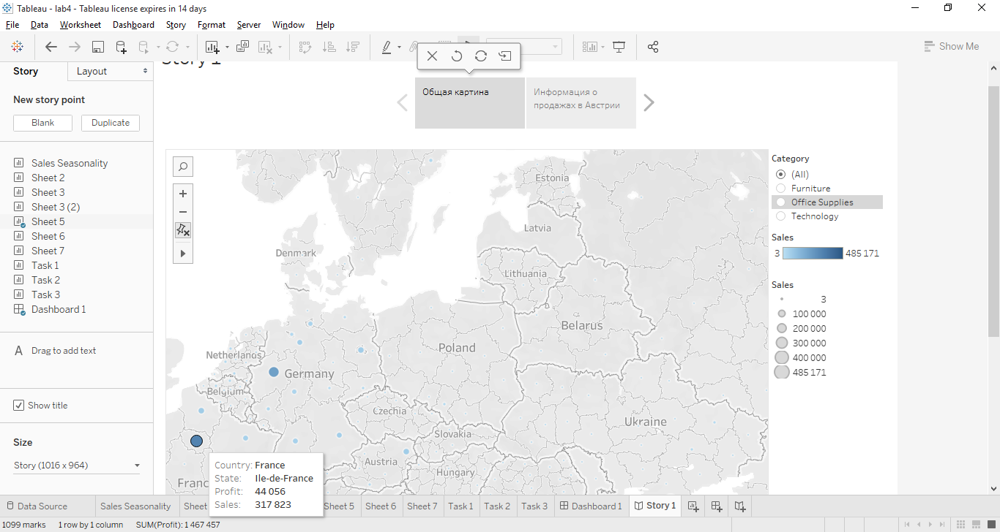 Tableau - lab4 - Tableau license expires in 14 days
File Data Worksheet Dashboard Story Format Server Window Help
Show Me
Story Layout
New story point
Blank Duplicate
Sales Seasonality
Sheet 2
Sheet 3
Sheet 3 (2)
Sheet 5
Sheet 6
Sheet 7
Task 1
Task 2
Task 3
Dashboard 1
A Drag to add text
Show title
Size
Story (1016 x 964)
Story 1
Общая картина
Информация о
продажах в Австрии
Estonia
Latvia
Denmark
Lithuania
Belarus
Poland
Netherlands
Germany
Belgium
Czechia
Ukraine
Slovakia
Austria
Hungary
Franc
Country: France
State: Ile-de-France
Profit: 44 056
Sales: 317 823
Category
(All)
Furniture
Office Supplies
Technology
Sales
3 485 171
Sales
3
100 000
200 000
300 000
400 000
485 171
Data Source Sales Seasonality Sheet Sheet 5 Sheet 6 Sheet 7 Task 1 Task 2 Task 3 Dashboard 1 Story 1
1099 marks 1 row by 1 column SUM(Profit): 1 467 457